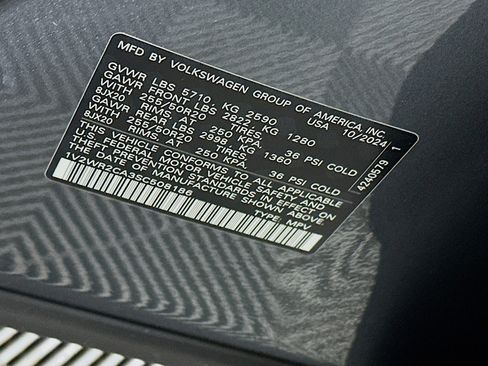 MFD BY VOLKSWAGEN GROUP OF AMERICA, INC.
USA 10/2024
GVWR LBS 5710, KG 2590
GAWR FRONT LBS 2822 KG 1280
WITH 255/50R20 TIRES,
8JX20 RIMS AT 250 KPA, 36 PSI COLD
GAWR REAR LBS 2998 KG 1360
WITH 255/50R20 TIRES,
8JX20 RIMS, AT 250 KPA, 36 PSI COLD
THIS VEHICLE CONFORMS TO ALL APPLICABLE
U.S. FEDERAL MOTOR VEHICLE SAFETY AND
THEFT PREVENTION STANDARDS IN EFFECT ON
THE DATE OF MANUFACTURE SHOWN ABOVE
1V2WR2CA3SC508186
TYPE: MPV
4240579 1